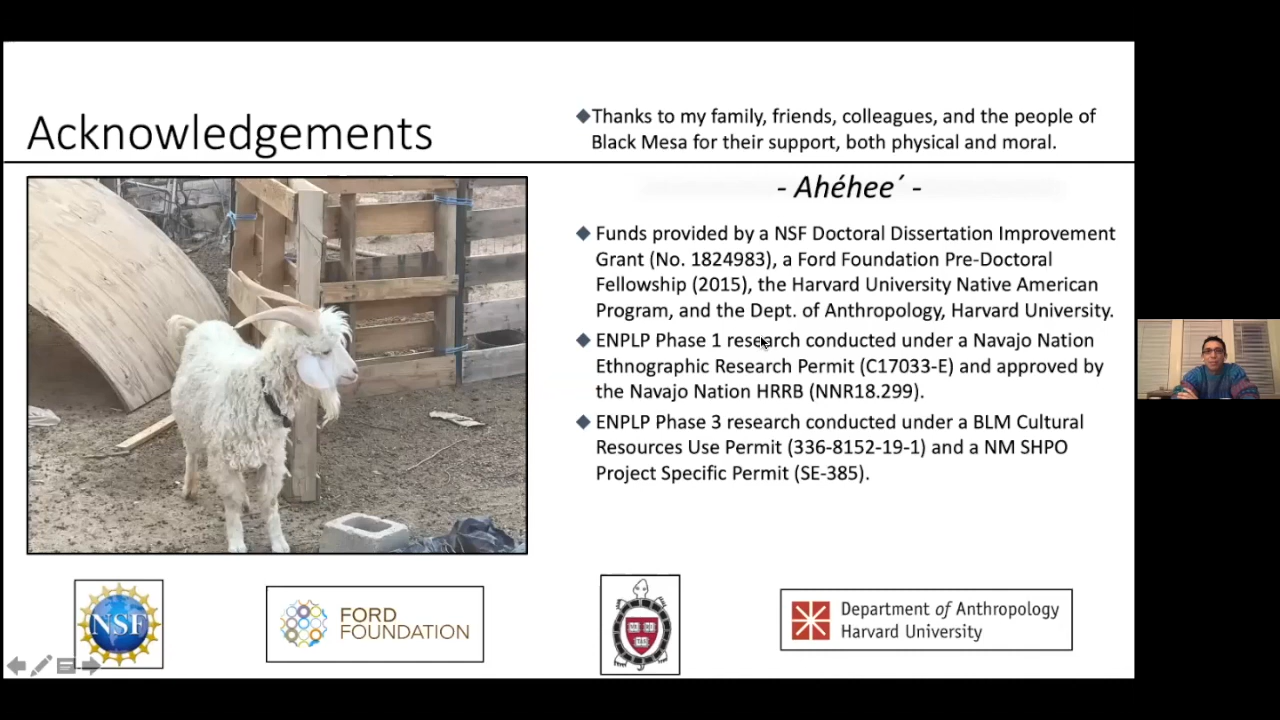 Acknowledgements
◆Thanks to my family, friends, colleagues, and the people of
Black Mesa for their support, both physical and moral.
- Ahéhee´ -
◆ Funds provided by a NSF Doctoral Dissertation Improvement
Grant (No. 1824983), a Ford Foundation Pre-Doctoral
Fellowship (2015), the Harvard University Native American
Program, and the Dept. of Anthropology, Harvard University.
◆ ENPLP Phase 1 research conducted under a Navajo Nation
Ethnographic Research Permit (C17033-E) and approved by
the Navajo Nation HRRB (NNR18.299).
◆ ENPLP Phase 3 research conducted under a BLM Cultural
Resources Use Permit (336-8152-19-1) and a NM SHPO
Project Specific Permit (SE-385).
NSF
FORD
FOUNDATION
Department of Anthropology
Harvard University